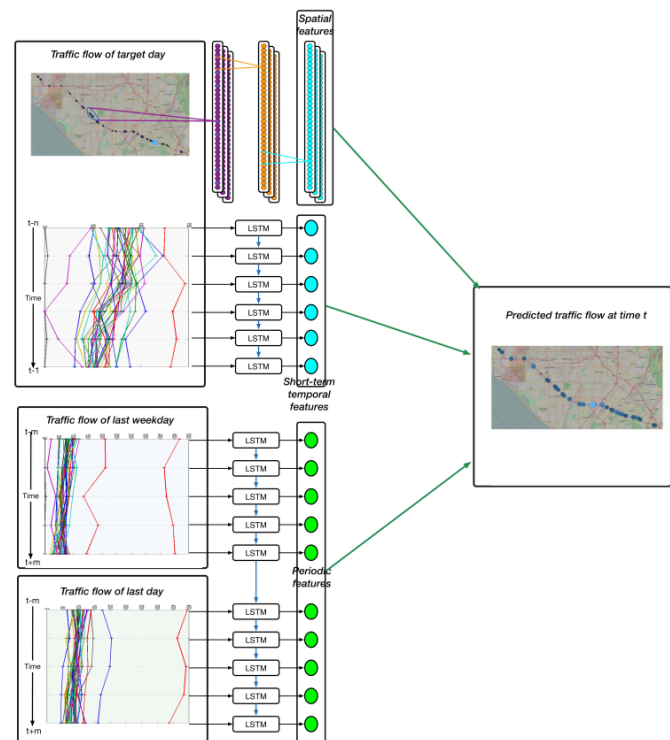 Spatial
features
Traffic flow of target day
t-n
Time
t-1
LSTM
LSTM
LSTM
LSTM
LSTM
LSTM
Short-term
temporal
features
Predicted traffic flow at time t
Traffic flow of last weekday
t-m
Time
t+m
LSTM
LSTM
LSTM
LSTM
LSTM
Periodic
features
Traffic flow of last day
t-m
Time
t+m
LSTM
LSTM
LSTM
LSTM
LSTM